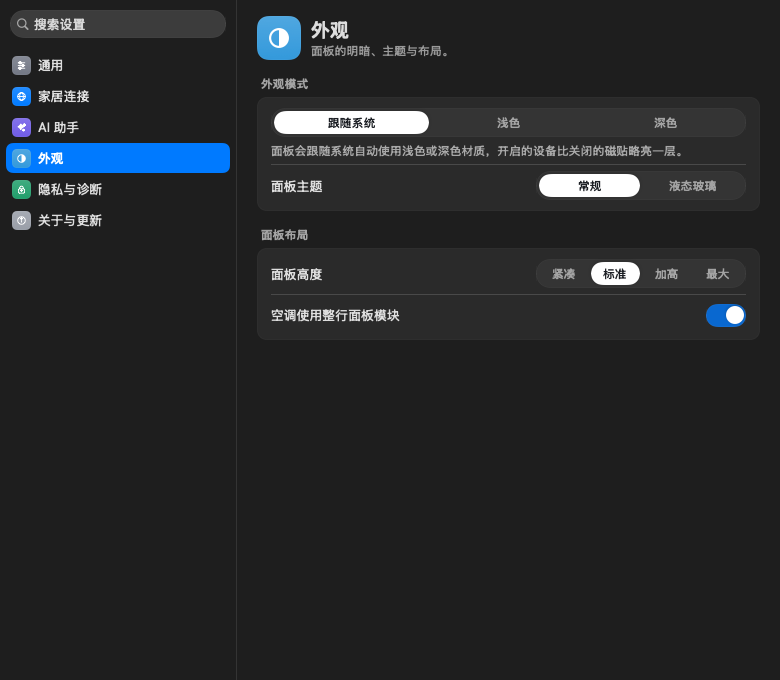 搜索设置
通用
家居连接
AI 助手
外观
隐私与诊断
关于与更新
外观
面板的明暗、主题与布局。
外观模式
跟随系统 浅色 深色
面板会跟随系统自动使用浅色或深色材质，开启的设备比关闭的磁贴略亮一层。
面板主题 常规 液态玻璃
面板布局
面板高度 紧凑 标准 加高 最大
空调使用整行面板模块